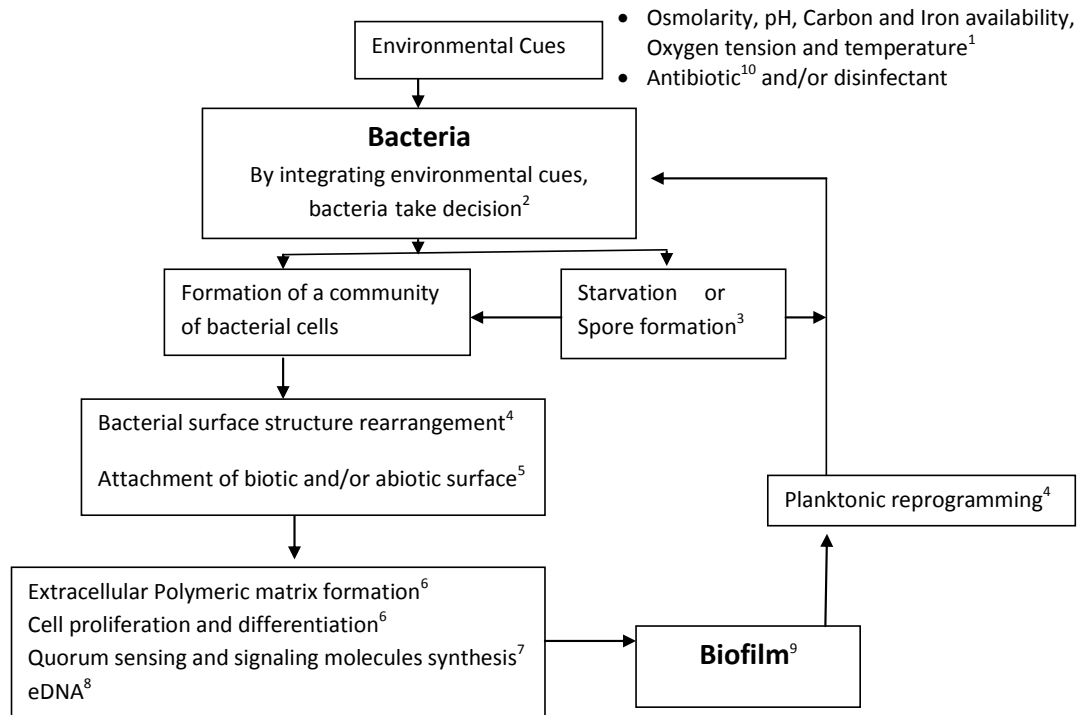 Environmental Cues
• Osmolarity, pH, Carbon and Iron availability,
Oxygen tension and temperature1
• Antibiotic10 and/or disinfectant
Bacteria
By integrating environmental cues,
bacteria take decision2
Formation of a community
of bacterial cells
Starvation or
Spore formation3
Bacterial surface structure rearrangement4
Attachment of biotic and/or abiotic surface5
Planktonic reprogramming4
Extracellular Polymeric matrix formation6
Cell proliferation and differentiation6
Quorum sensing and signaling molecules synthesis7
eDNA8
Biofilm9